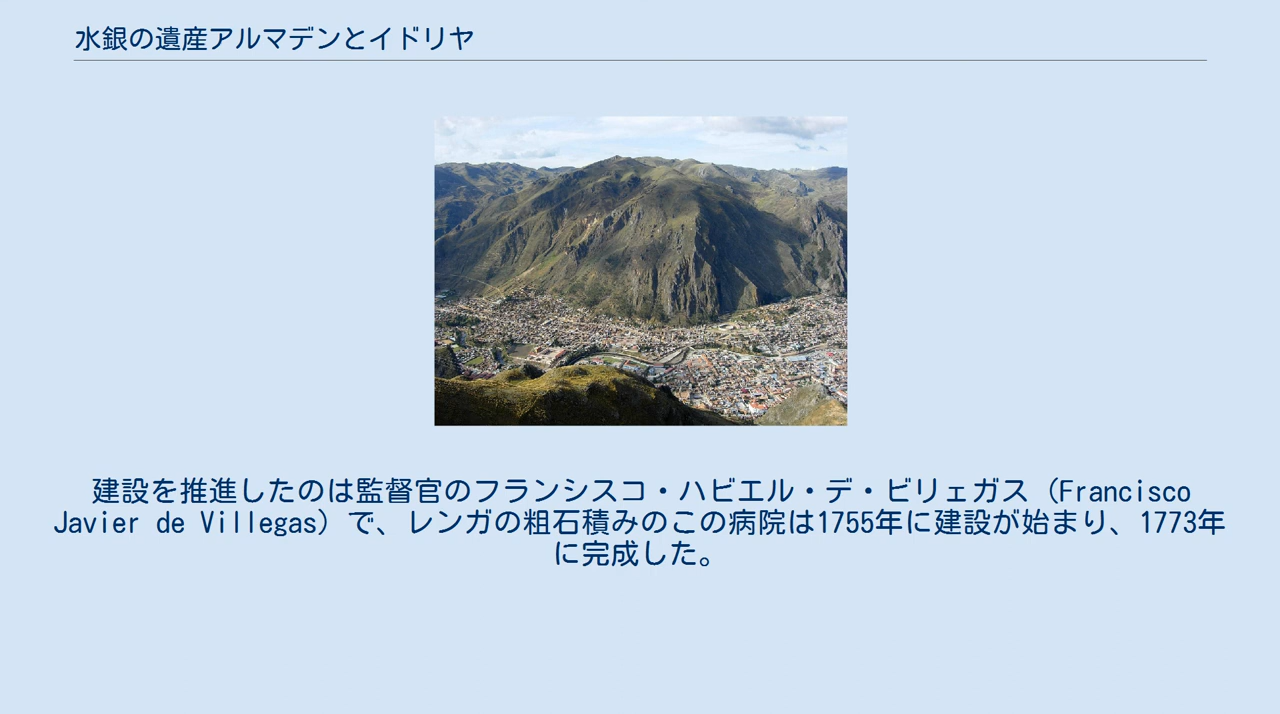 水銀の遺産アルマデンとイドリヤ
建設を推進したのは監督官のフランシスコ・ハビエル・デ・ビリェガス（Francisco
Javier de Villegas）で、レンガの粗石積みのこの病院は1755年に建設が始まり、1773年
に完成した。